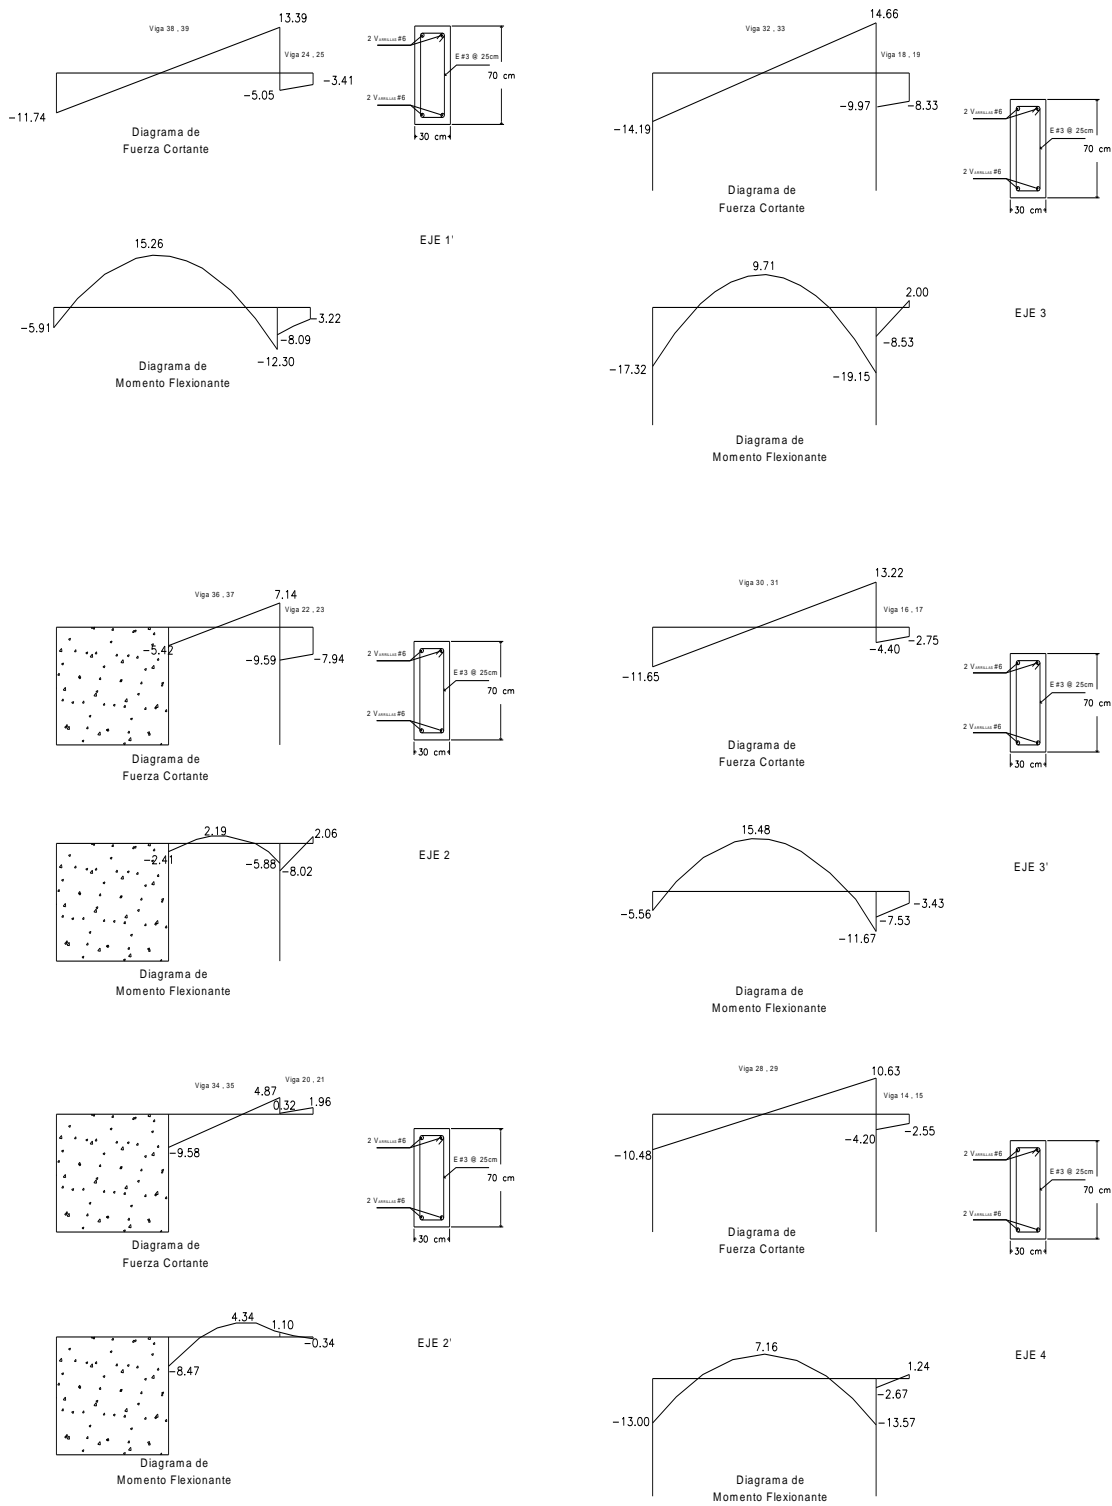 13.39
Viga 38 , 39
Viga 24 , 25
-3.41
-5.05
-11.74
Diagrama de
Fuerza Cortante
2 VARILLAS #6
E #3 @ 25cm
70 cm
2 VARILLAS #6
30 cm
15.26
EJE 1'
-5.91
-3.22
-8.09
-12.30
Diagrama de
Momento Flexionante
14.66
Viga 32 , 33
Viga 18 , 19
-9.97
-8.33
-14.19
Diagrama de
Fuerza Cortante
2 VARILLAS #6
E #3 @ 25cm
70 cm
2 VARILLAS #6
30 cm
9.71
2.00
EJE 3
-8.53
-17.32
-19.15
Diagrama de
Momento Flexionante
Viga 36 , 37
7.14
Viga 22 , 23
-5.42
-9.59
-7.94
Diagrama de
Fuerza Cortante
2 VARILLAS #6
E #3 @ 25cm
70 cm
2 VARILLAS #6
30 cm
2.19
2.06
-2.41
-5.88
-8.02
EJE 2
Diagrama de
Momento Flexionante
13.22
Viga 30 , 31
Viga 16 , 17
-2.75
-4.40
-11.65
Diagrama de
Fuerza Cortante
2 VARILLAS #6
E #3 @ 25cm
70 cm
2 VARILLAS #6
30 cm
15.48
EJE 3'
-5.56
-3.43
-7.53
-11.67
Diagrama de
Momento Flexionante
Viga 34 , 35
Viga 20 , 21
4.87
0.32
1.96
-9.58
Diagrama de
Fuerza Cortante
2 VARILLAS #6
E #3 @ 25cm
70 cm
2 VARILLAS #6
30 cm
4.34
1.10
-0.34
EJE 2'
-8.47
Diagrama de
Momento Flexionante
Viga 28 , 29
10.63
Viga 14 , 15
-2.55
-4.20
-10.48
Diagrama de
Fuerza Cortante
2 VARILLAS #6
E #3 @ 25cm
70 cm
2 VARILLAS #6
30 cm
7.16
EJE 4
1.24
-2.67
-13.00
-13.57
Diagrama de
Momento Flexionante